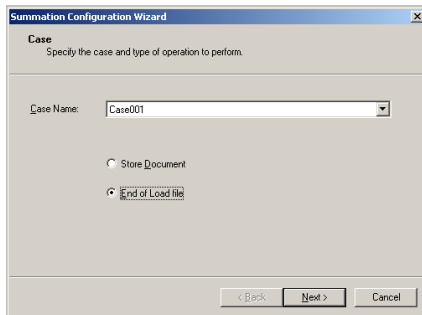 Summation Configuration Wizard
Case
Specify the case and type of operation to perform.
Case Name: Case001
Store Document
End of Load file
< Back Next > Cancel